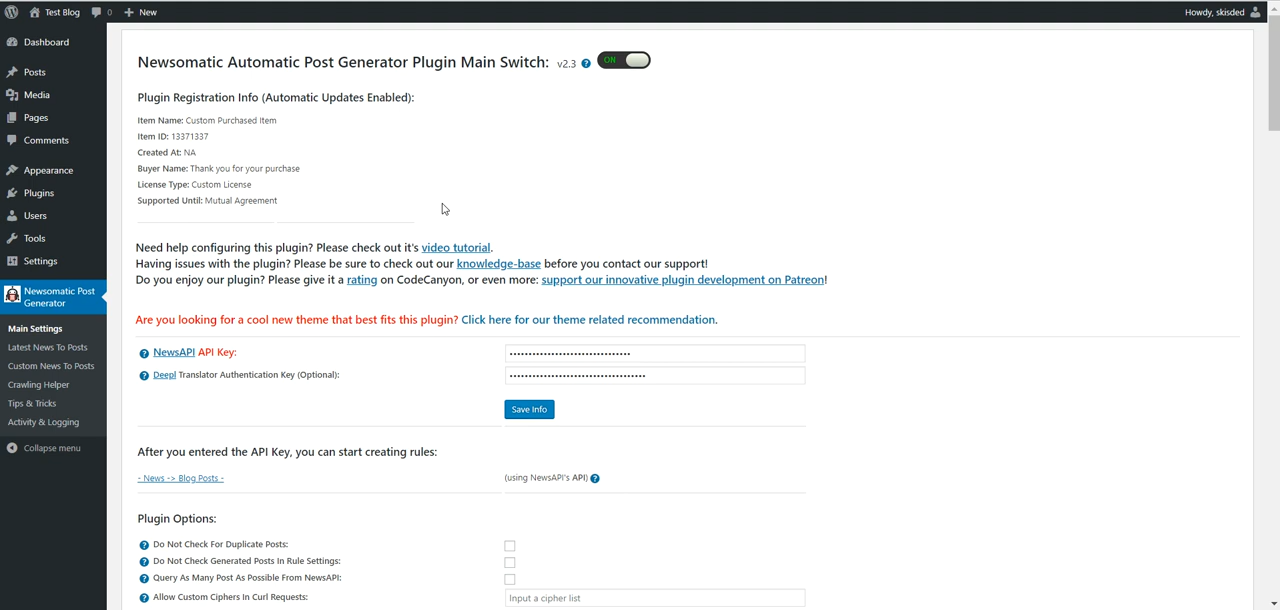 Test Blog 0 New Howdy, skisded
Dashboard
Posts
Media
Pages
Comments
Appearance
Plugins
Users
Tools
Settings
Newsomatic Post
Generator
Main Settings
Latest News To Posts
Custom News To Posts
Crawling Helper
Tips & Tricks
Activity & Logging
Collapse menu
Newsomatic Automatic Post Generator Plugin Main Switch: v2.3 ? ON
Plugin Registration Info (Automatic Updates Enabled):
Item Name: Custom Purchased Item
Item ID: 13371337
Created At: NA
Buyer Name: Thank you for your purchase
License Type: Custom License
Supported Until: Mutual Agreement
Need help configuring this plugin? Please check out it's video tutorial.
Having issues with the plugin? Please be sure to check out our knowledge-base before you contact our support!
Do you enjoy our plugin? Please give it a rating on CodeCanyon, or even more: support our innovative plugin development on Patreon!
Are you looking for a cool new theme that best fits this plugin? Click here for our theme related recommendation.
? NewsAPI API Key: ••••••••••••••••••••••••••••••••
? Deepl Translator Authentication Key (Optional): ••••••••••••••••••••••••••••••••••••
Save Info
After you entered the API Key, you can start creating rules:
- News -> Blog Posts - (using NewsAPI's API) ?
Plugin Options:
? Do Not Check For Duplicate Posts:
? Do Not Check Generated Posts In Rule Settings:
? Query As Many Post As Possible From NewsAPI:
? Allow Custom Ciphers In Curl Requests: Input a cipher list